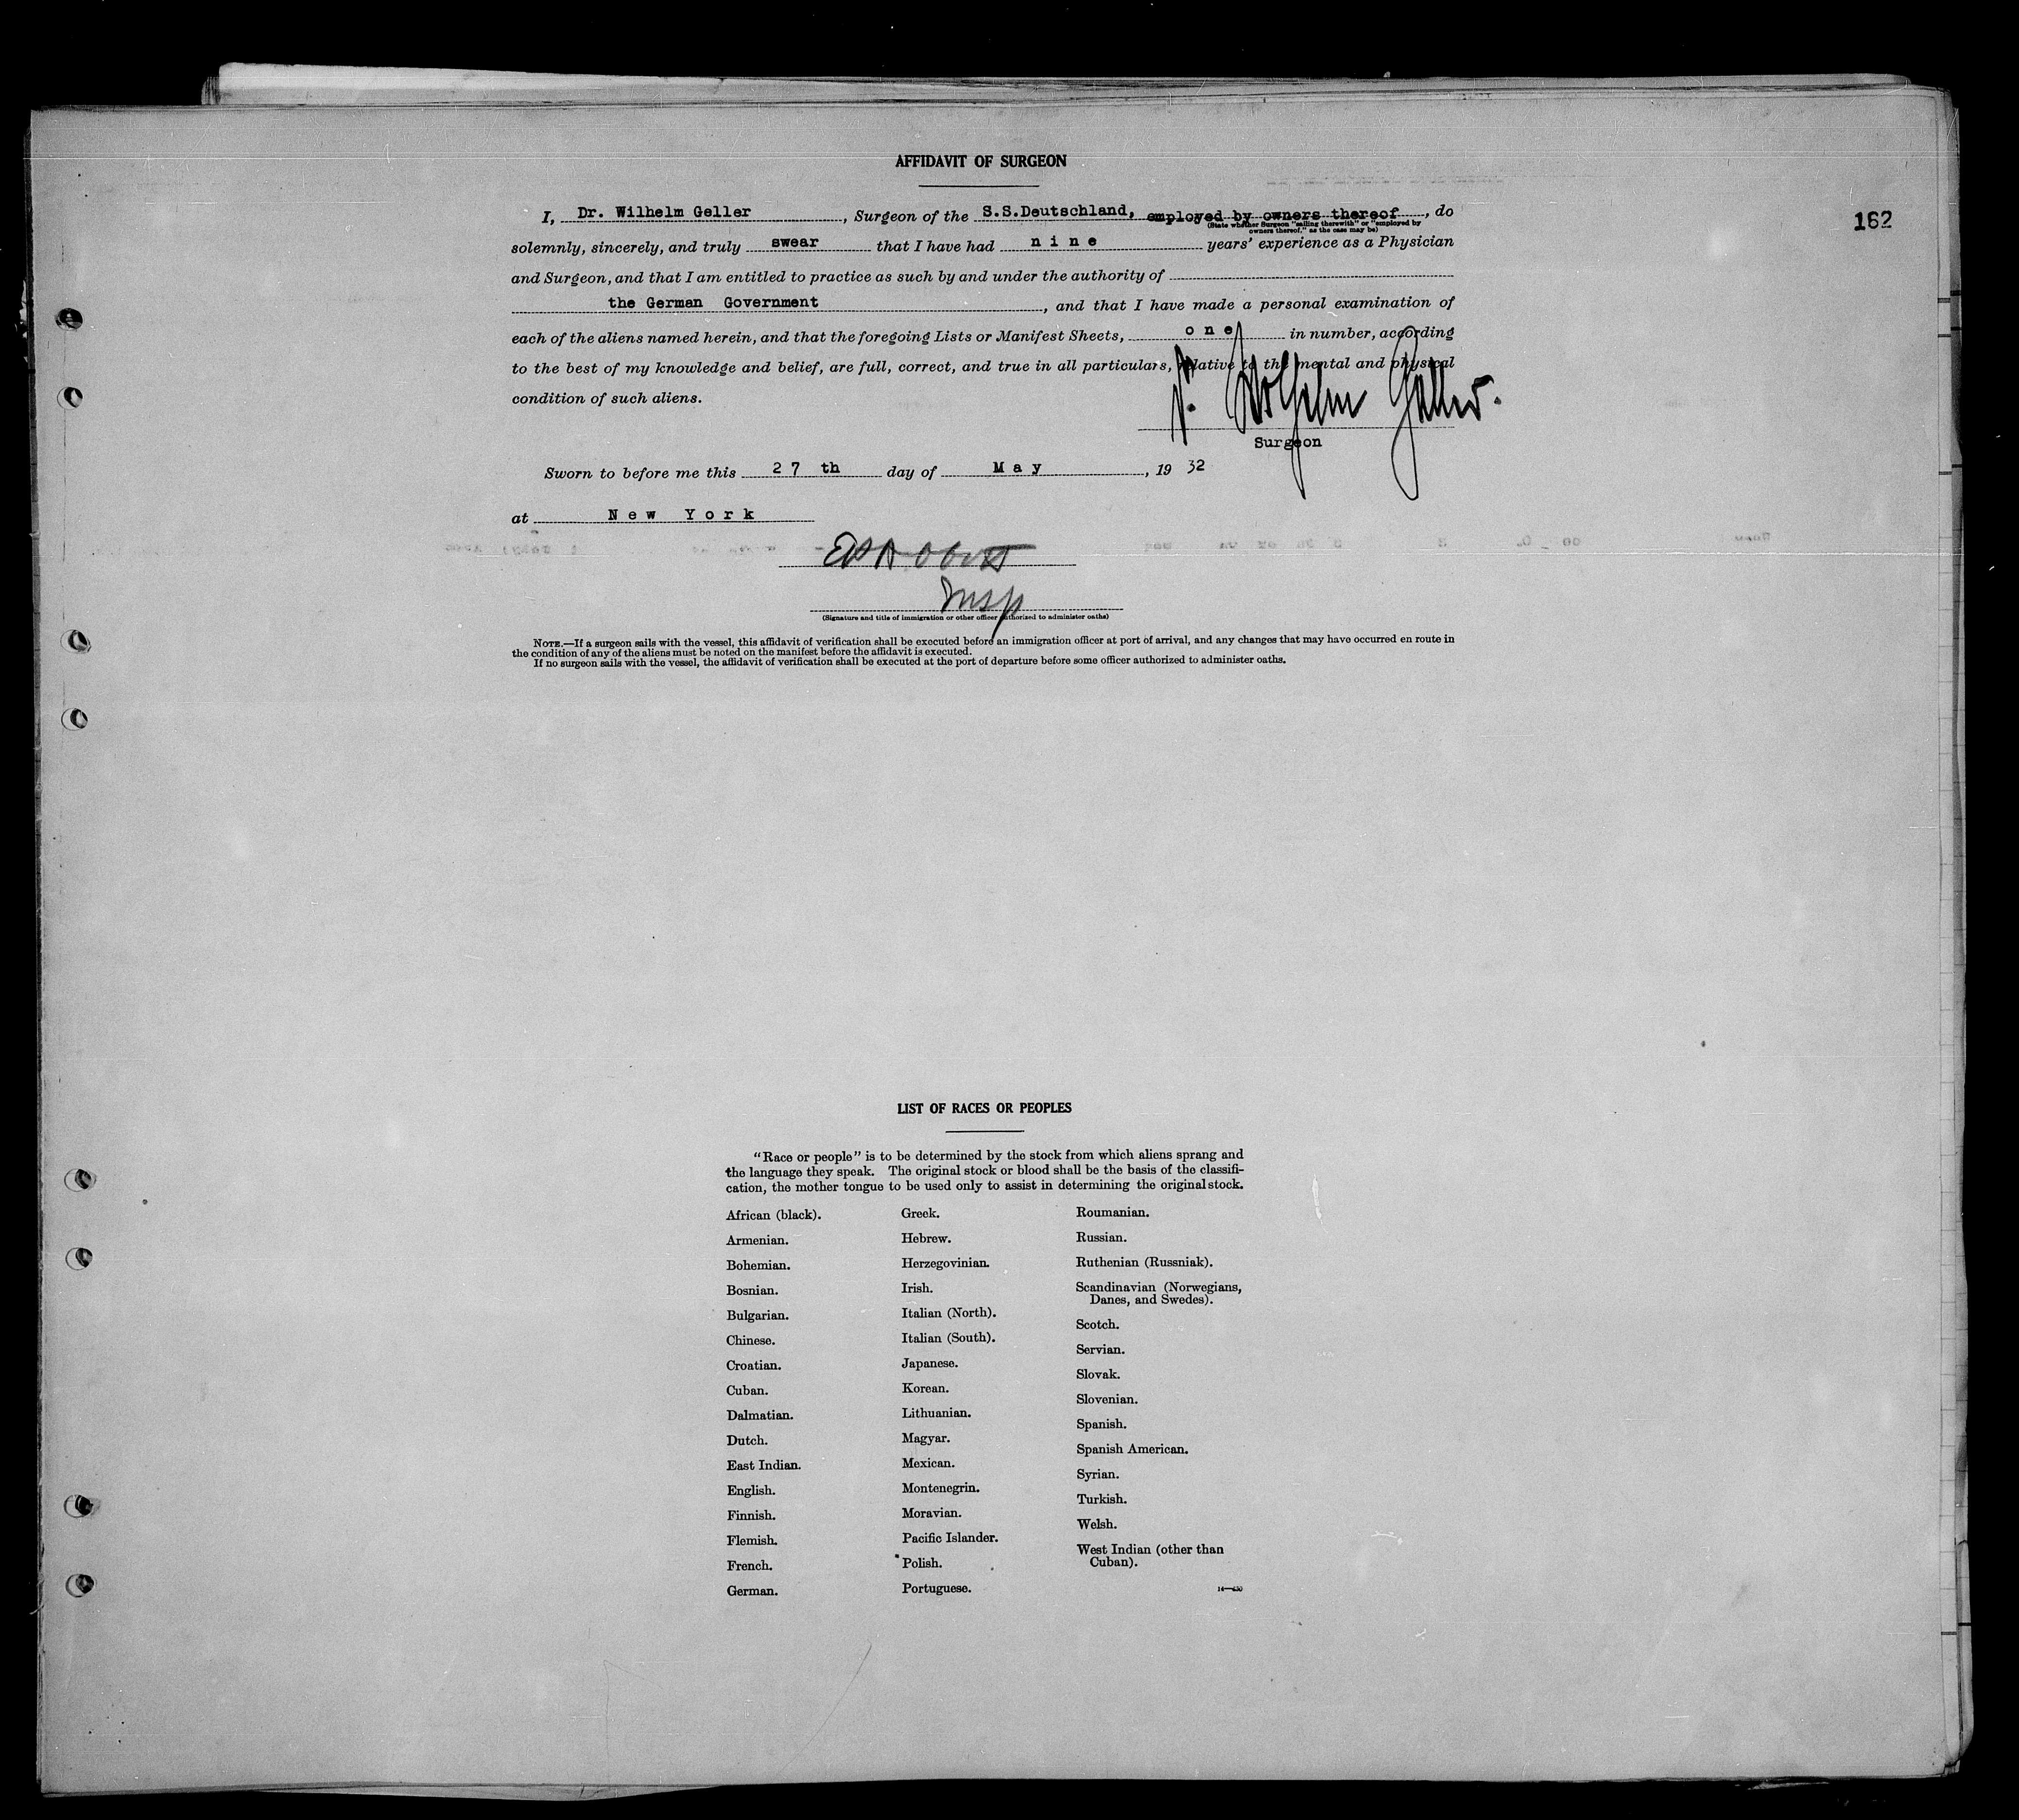 AFFIDAVIT OF SURGEON
162
I, Dr. Wilhelm Geller, Surgeon of the S.S.Deutschland, employed by owners thereof, do
(State whether Surgeon "sailing therewith" or "employed by
owners thereof," as the case may be)
solemnly, sincerely, and truly swear that I have had nine years' experience as a Physician
and Surgeon, and that I am entitled to practice as such by and under the authority of
the German Government, and that I have made a personal examination of
each of the aliens named herein, and that the foregoing Lists or Manifest Sheets, one in number, according
to the best of my knowledge and belief, are full, correct, and true in all particulars, relative to the mental and physical
condition of such aliens.
Dr. Wilhelm Geller.
Surgeon
Sworn to before me this 27 th day of May, 19 32
at New York
Insp
(Signature and title of immigration or other officer authorized to administer oaths)
NOTE.—If a surgeon sails with the vessel, this affidavit of verification shall be executed before an immigration officer at port of arrival, and any changes that may have occurred en route in
the condition of any of the aliens must be noted on the manifest before the affidavit is executed.
If no surgeon sails with the vessel, the affidavit of verification shall be executed at the port of departure before some officer authorized to administer oaths.
LIST OF RACES OR PEOPLES
"Race or people" is to be determined by the stock from which aliens sprang and
the language they speak. The original stock or blood shall be the basis of the classifi-
cation, the mother tongue to be used only to assist in determining the original stock.
African (black).
Armenian.
Bohemian.
Bosnian.
Bulgarian.
Chinese.
Croatian.
Cuban.
Dalmatian.
Dutch.
East Indian.
English.
Finnish.
Flemish.
French.
German.
Greek.
Hebrew.
Herzegovinian.
Irish.
Italian (North).
Italian (South).
Japanese.
Korean.
Lithuanian.
Magyar.
Mexican.
Montenegrin.
Moravian.
Pacific Islander.
Polish.
Portuguese.
Roumanian.
Russian.
Ruthenian (Russniak).
Scandinavian (Norwegians,
Danes, and Swedes).
Scotch.
Servian.
Slovak.
Slovenian.
Spanish.
Spanish American.
Syrian.
Turkish.
Welsh.
West Indian (other than
Cuban).